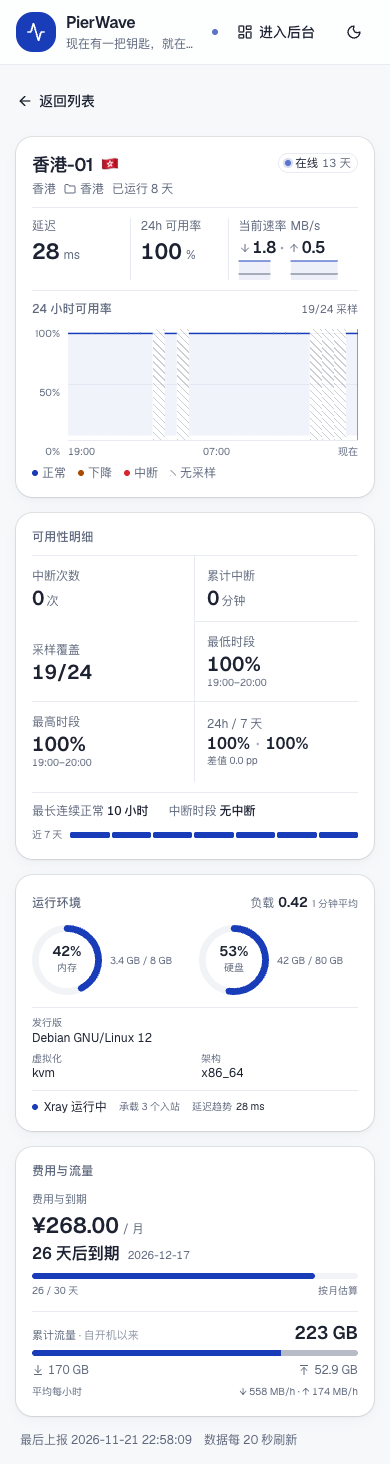 PierWave
现在有一把钥匙，就在…
进入后台
返回列表
香港-01
在线 13 天
香港 香港 已运行 8 天
延迟
28 ms
24h 可用率
100 %
当前速率 MB/s
↓ 1.8 · ↑ 0.5
24 小时可用率
19/24 采样
100%
50%
0%
19:00 07:00 现在
正常 下降 中断 无采样
可用性明细
中断次数
0 次
累计中断
0 分钟
采样覆盖
19/24
最低时段
100%
19:00–20:00
最高时段
100%
19:00–20:00
24h / 7 天
100% · 100%
差值 0.0 pp
最长连续正常 10 小时 中断时段 无中断
近 7 天
运行环境
负载 0.42 1 分钟平均
42%
内存
3.4 GB / 8 GB
53%
硬盘
42 GB / 80 GB
发行版
Debian GNU/Linux 12
虚拟化
kvm
架构
x86_64
Xray 运行中 承载 3 个入站 延迟趋势 28 ms
费用与流量
费用与到期
¥268.00 / 月
26 天后到期 2026-12-17
26 / 30 天
按月估算
累计流量 · 自开机以来
223 GB
170 GB
52.9 GB
平均每小时
↓ 558 MB/h · ↑ 174 MB/h
最后上报 2026-11-21 22:58:09 数据每 20 秒刷新